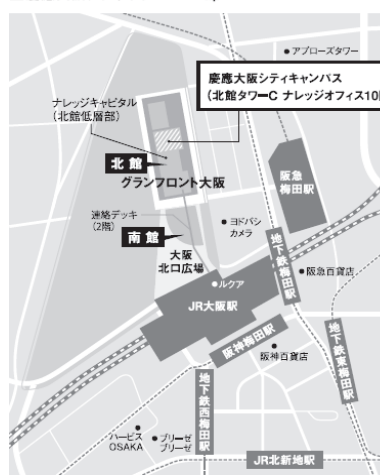 アプローズタワー
慶應大阪シティキャンパス
(北館タワーC ナレッジオフィス10階
ナレッジキャピタル
(北館低層部)
北館
グランフロント大阪
阪急
梅田駅
連絡デッキ
(2階)
南館
ヨドバシ
カメラ
大阪
北口広場
地下鉄梅田駅
ルクア
阪急百貨店
JR大阪駅
阪神梅田駅
阪神百貨店
地下鉄東梅田駅
地下鉄西梅田駅
ハービス
OSAKA
ブリーゼ
ブリーゼ
JR北新地駅